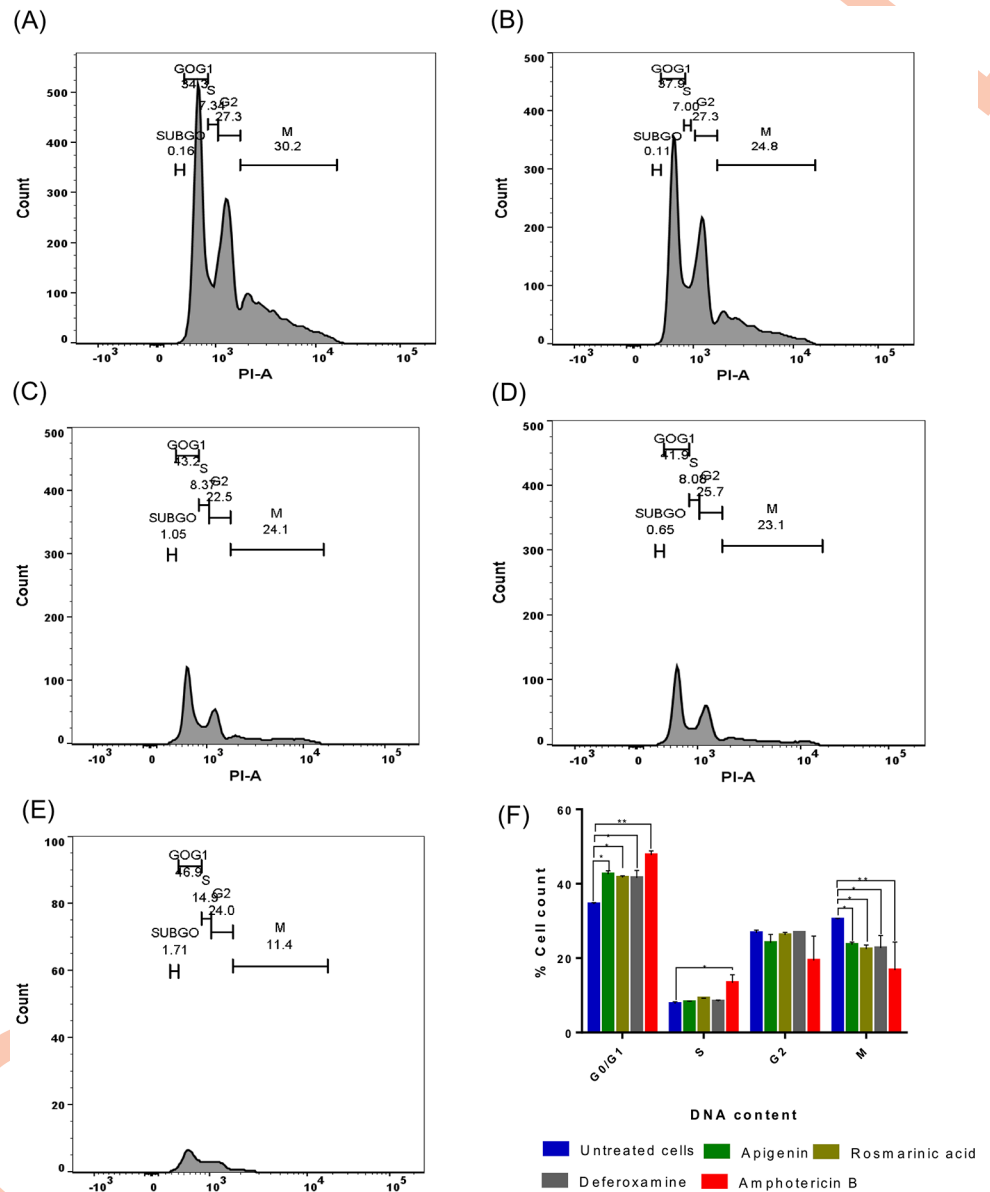 (A)
GOG1
34.3
S
7.34
G2
27.3
SUBGO
0.16
M
30.2
500
400
300
200
100
0
Count
-10³ 0 10³ 10⁴ 10⁵
PI-A
(B)
GOG1
37.9
S
7.00
G2
27.3
SUBGO
0.11
M
24.8
500
400
300
200
100
0
Count
-10³ 0 10³ 10⁴ 10⁵
PI-A
(C)
GOG1
43.2
S
8.37
G2
22.5
SUBGO
1.05
M
24.1
500
400
300
200
100
0
Count
-10³ 0 10³ 10⁴ 10⁵
PI-A
(D)
GOG1
41.9
S
8.08
G2
25.7
SUBGO
0.65
M
23.1
500
400
300
200
100
0
Count
-10³ 0 10³ 10⁴ 10⁵
PI-A
(E)
GOG1
46.9
S
14.9
G2
24.0
SUBGO
1.71
M
11.4
100
80
60
40
20
0
Count
-10³ 0 10³ 10⁴ 10⁵
(F)
60
40
20
0
% Cell count
**
*
*
*
*
**
*
*
*
G0/G1 S G2 M
DNA content
Untreated cells Apigenin Rosmarinic acid
Deferoxamine Amphotericin B